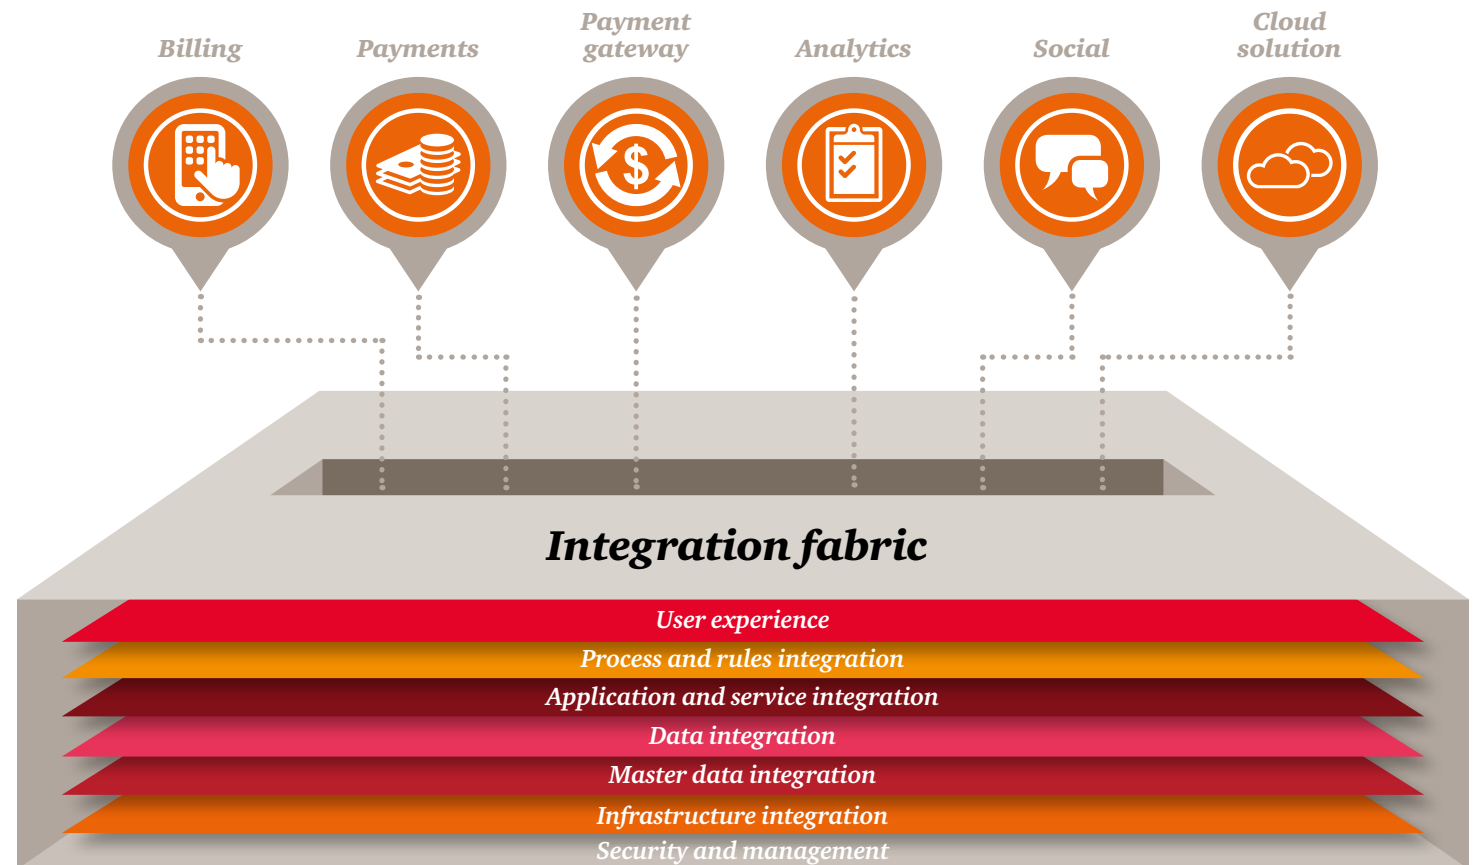 Billing
Payments
Payment
gateway
Analytics
Social
Cloud
solution
$
Integration fabric
User experience
Process and rules integration
Application and service integration
Data integration
Master data integration
Infrastructure integration
Security and management